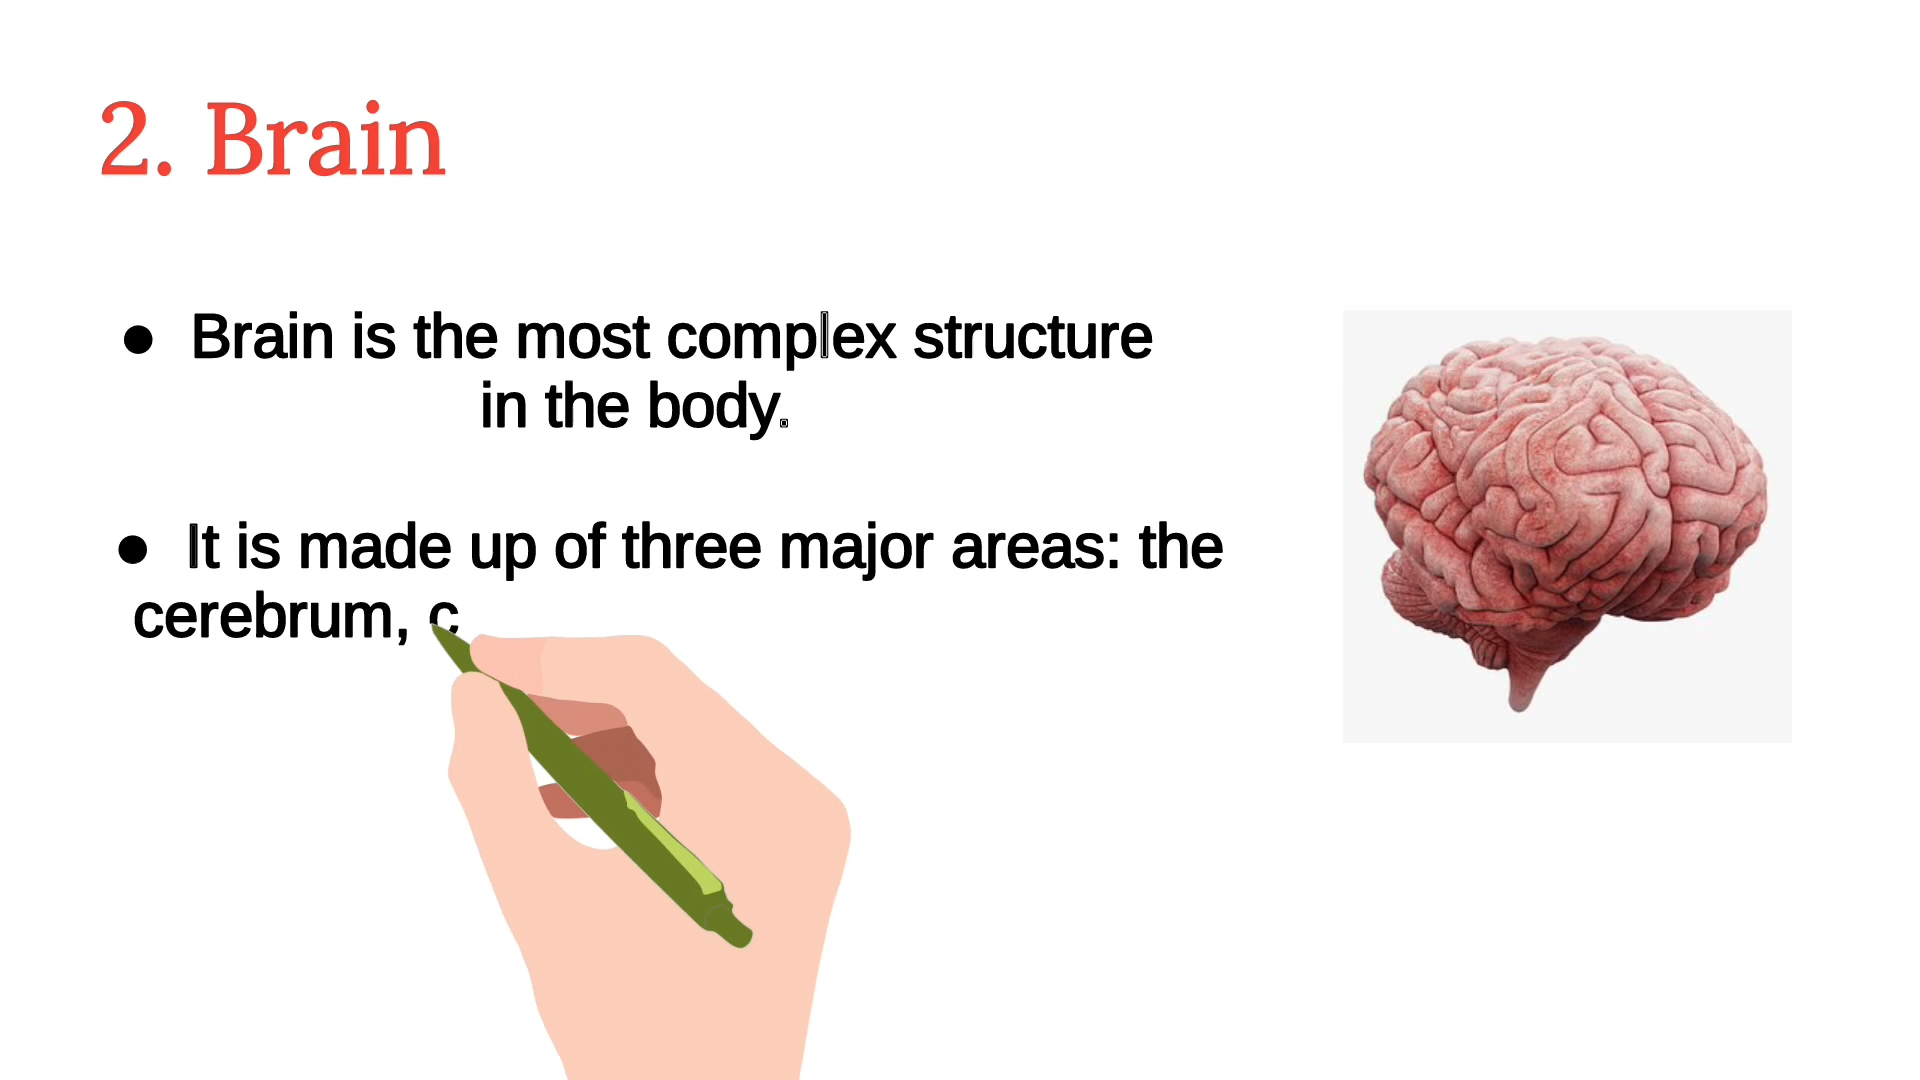 2. Brain
● Brain is the most complex structure
in the body.
● It is made up of three major areas: the
cerebrum, c